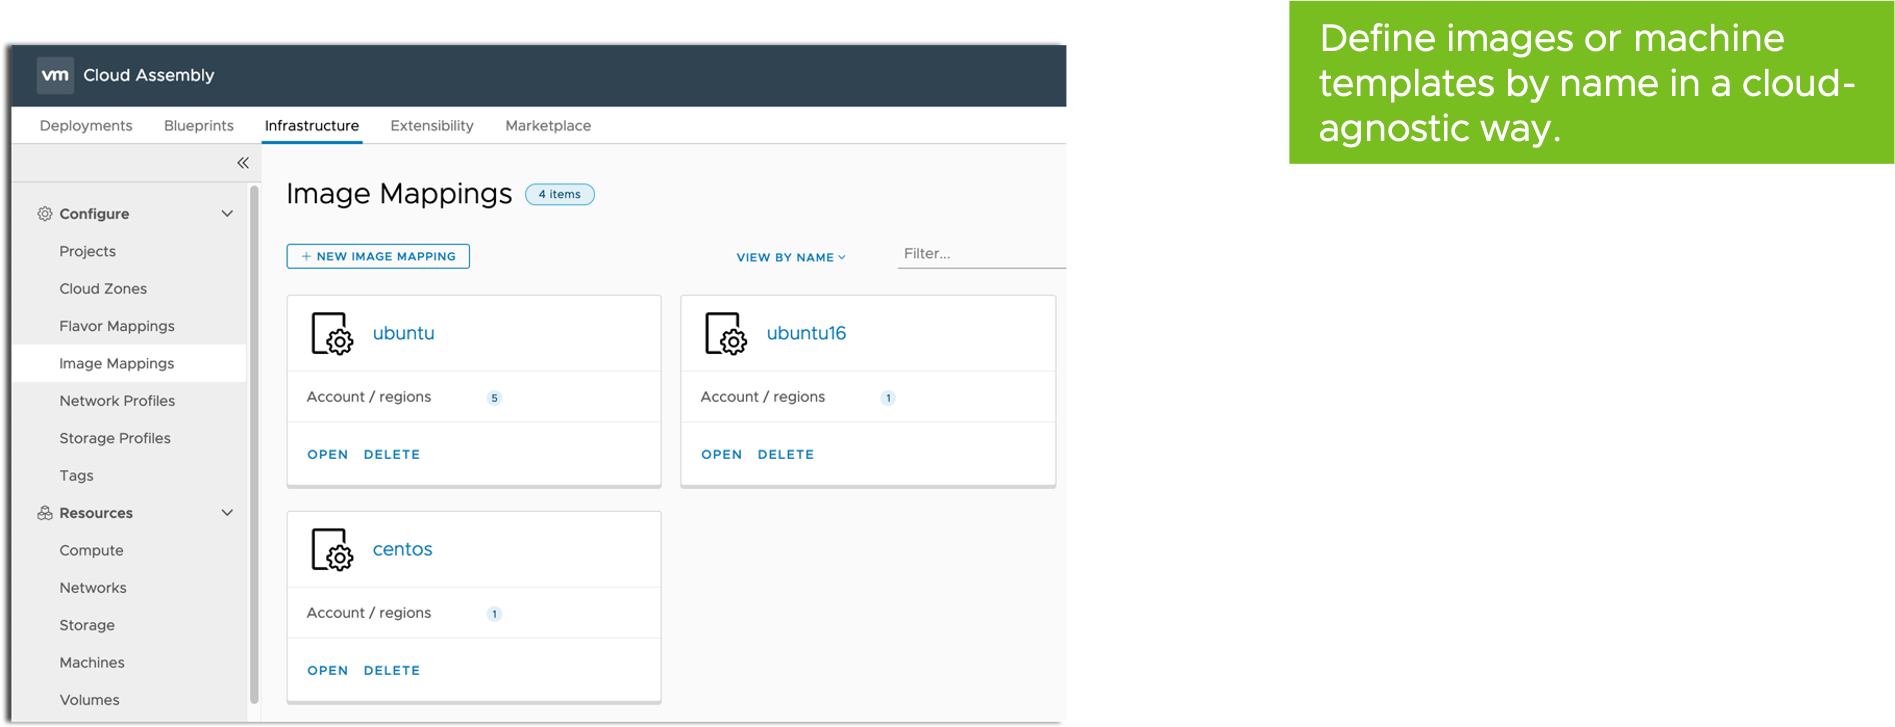 Define images or machine
templates by name in a cloud-
agnostic way.
vm Cloud Assembly
Deployments Blueprints Infrastructure Extensibility Marketplace
Configure
Projects
Cloud Zones
Flavor Mappings
Image Mappings
Network Profiles
Storage Profiles
Tags
Resources
Compute
Networks
Storage
Machines
Volumes
Image Mappings 4 items
+ NEW IMAGE MAPPING VIEW BY NAME Filter...
ubuntu
Account / regions 5
OPEN DELETE
ubuntu16
Account / regions 1
OPEN DELETE
centos
Account / regions 1
OPEN DELETE